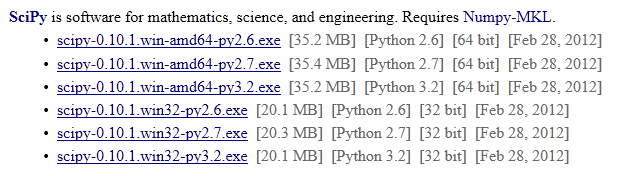 SciPy is software for mathematics, science, and engineering. Requires Numpy-MKL.
• scipy-0.10.1.win-amd64-py2.6.exe [35.2 MB] [Python 2.6] [64 bit] [Feb 28, 2012]
• scipy-0.10.1.win-amd64-py2.7.exe [35.4 MB] [Python 2.7] [64 bit] [Feb 28, 2012]
• scipy-0.10.1.win-amd64-py3.2.exe [35.2 MB] [Python 3.2] [64 bit] [Feb 28, 2012]
• scipy-0.10.1.win32-py2.6.exe [20.1 MB] [Python 2.6] [32 bit] [Feb 28, 2012]
• scipy-0.10.1.win32-py2.7.exe [20.3 MB] [Python 2.7] [32 bit] [Feb 28, 2012]
• scipy-0.10.1.win32-py3.2.exe [20.1 MB] [Python 3.2] [32 bit] [Feb 28, 2012]